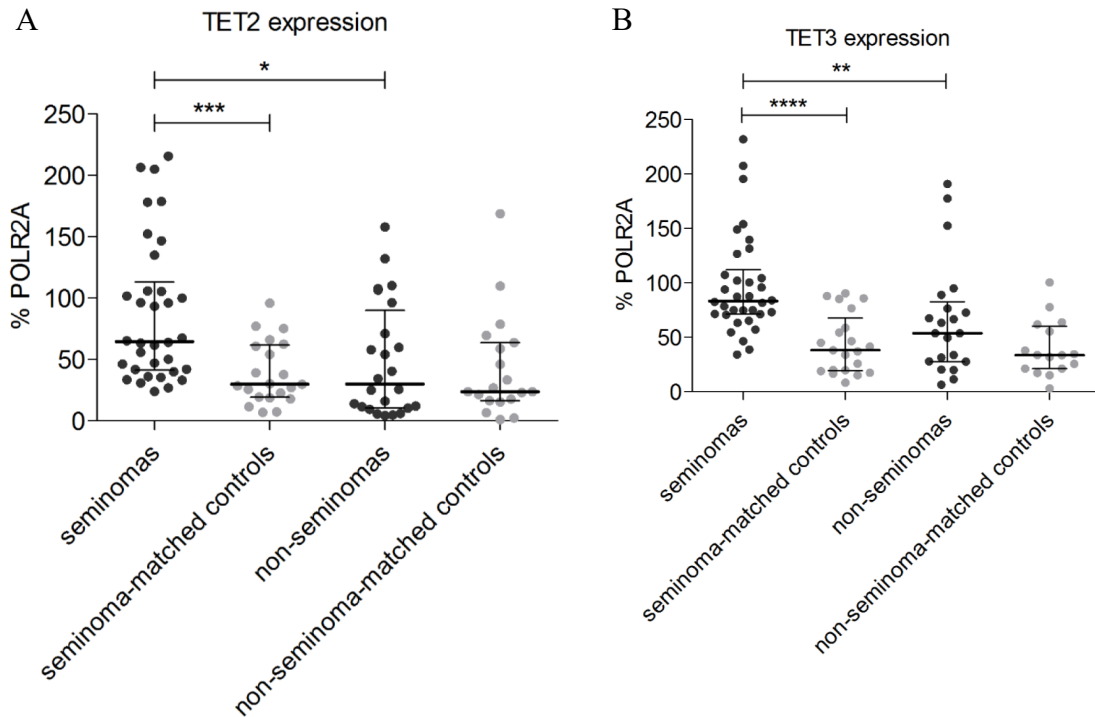 A
TET2 expression
*
***
% POLR2A
250
200
150
100
50
0
seminomas
seminoma-matched controls
non-seminomas
non-seminoma-matched controls
B
TET3 expression
**
****
% POLR2A
250
200
150
100
50
0
seminomas
seminoma-matched controls
non-seminomas
non-seminoma-matched controls